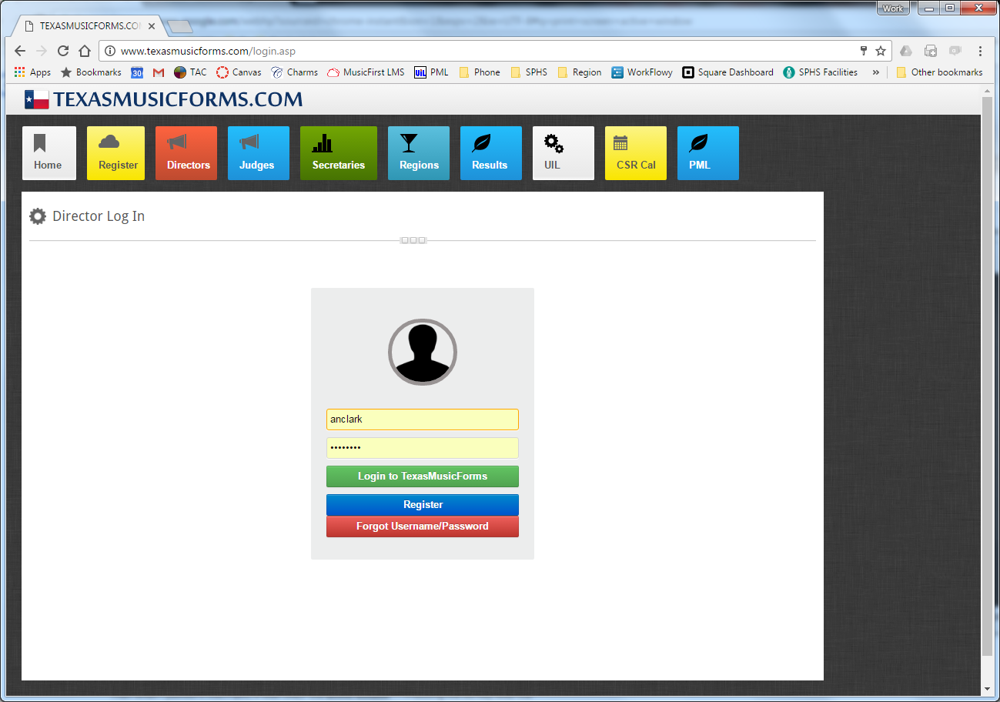 Work
TEXASMUSICFORMS.CO
www.texasmusicforms.com/login.asp
Apps Bookmarks 30 TAC Canvas Charms MusicFirst LMS UIL PML Phone SPHS Region WorkFlowy Square Dashboard SPHS Facilities » Other bookmarks
TEXASMUSICFORMS.COM
Home Register Directors Judges Secretaries Regions Results UIL CSR Cal PML
Director Log In
anclark
••••••••
Login to TexasMusicForms
Register
Forgot Username/Password